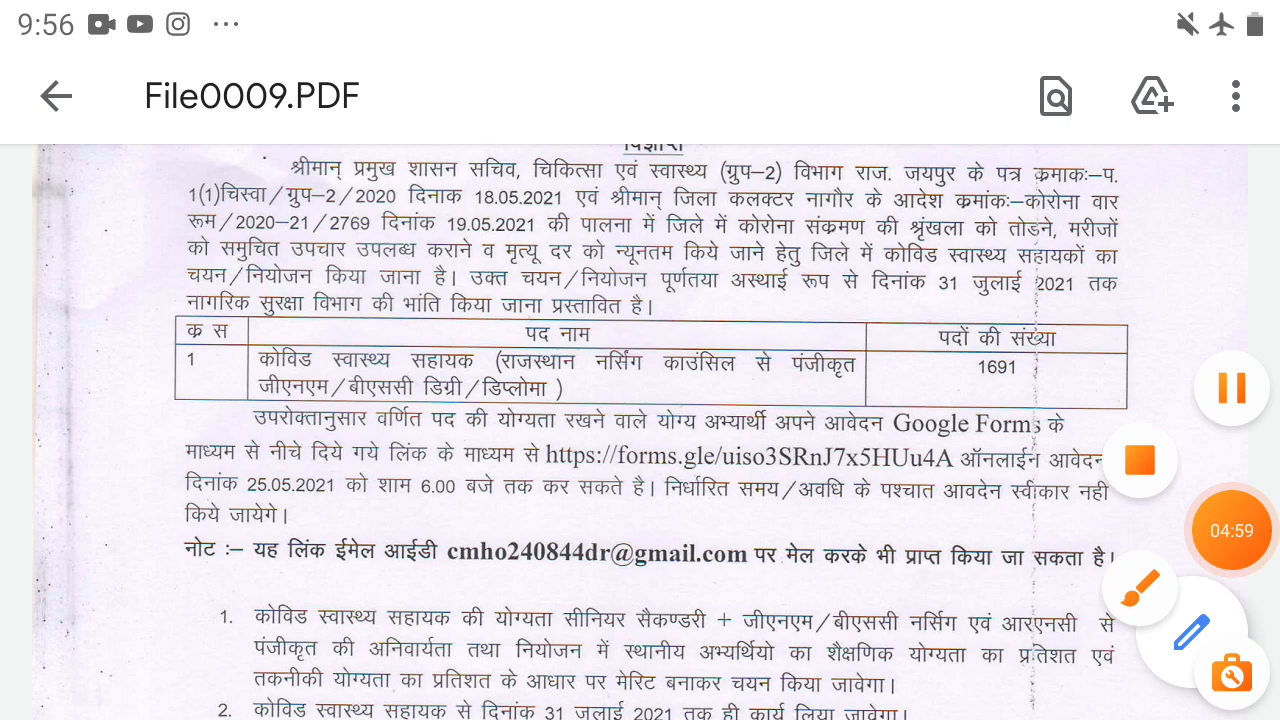 9:56
File0009.PDF
विज्ञप्ति
श्रीमान् प्रमुख शासन सचिव, चिकित्सा एवं स्वास्थ्य (ग्रुप–2) विभाग राज. जयपुर के पत्र क्रमाकः–प.
1(1)चिस्वा/ग्रुप–2/2020 दिनाक 18.05.2021 एवं श्रीमान् जिला कलक्टर नागौर के आदेश क्रमांकः–कोरोना वार
रूम/2020–21/2769 दिनांक 19.05.2021 की पालना में जिले में कोरोना संक्रमण की श्रृंखला को तोडने, मरीजों
को समुचित उपचार उपलब्ध कराने व मृत्यू दर को न्यूनतम किये जाने हेतु जिले में कोविड स्वास्थ्य सहायकों का
चयन/नियोजन किया जाना है। उक्त चयन/नियोजन पूर्णतया अस्थाई रूप से दिनांक 31 जुलाई 2021 तक
नागरिक सुरक्षा विभाग की भांति किया जाना प्रस्तावित है।
क्र स पद नाम पदों की संख्या
1 कोविड स्वास्थ्य सहायक (राजस्थान नर्सिंग काउंसिल से पंजीकृत 1691
जीएनएम/बीएससी डिग्री/डिप्लोमा )
उपरोक्तानुसार वर्णित पद की योग्यता रखने वाले योग्य अभ्यार्थी अपने आवेदन Google Forms के
माध्यम से नीचे दिये गये लिंक के माध्यम से https://forms.gle/uiso3SRnJ7x5HUu4A ऑनलाईन आवेदन
दिनांक 25.05.2021 को शाम 6.00 बजे तक कर सकते है। निर्धारित समय/अवधि के पश्चात आवदेन स्वीकार नही
किये जायेगे।
नोट :– यह लिंक ईमेल आईडी cmho240844dr@gmail.com पर मेल करके भी प्राप्त किया जा सकता है।
1. कोविड स्वास्थ्य सहायक की योग्यता सीनियर सैकण्डरी + जीएनएम/बीएससी नर्सिग एवं आरएनसी से
पंजीकृत की अनिवार्यता तथा नियोजन में स्थानीय अभ्यर्थियो का शैक्षणिक योग्यता का प्रतिशत एवं
तकनीकी योग्यता का प्रतिशत के आधार पर मेरिट बनाकर चयन किया जावेगा।
2. कोविड स्वास्थ्य सहायक से दिनांक 31 जुलाई 2021 तक ही कार्य लिया जावेगा।
04:59